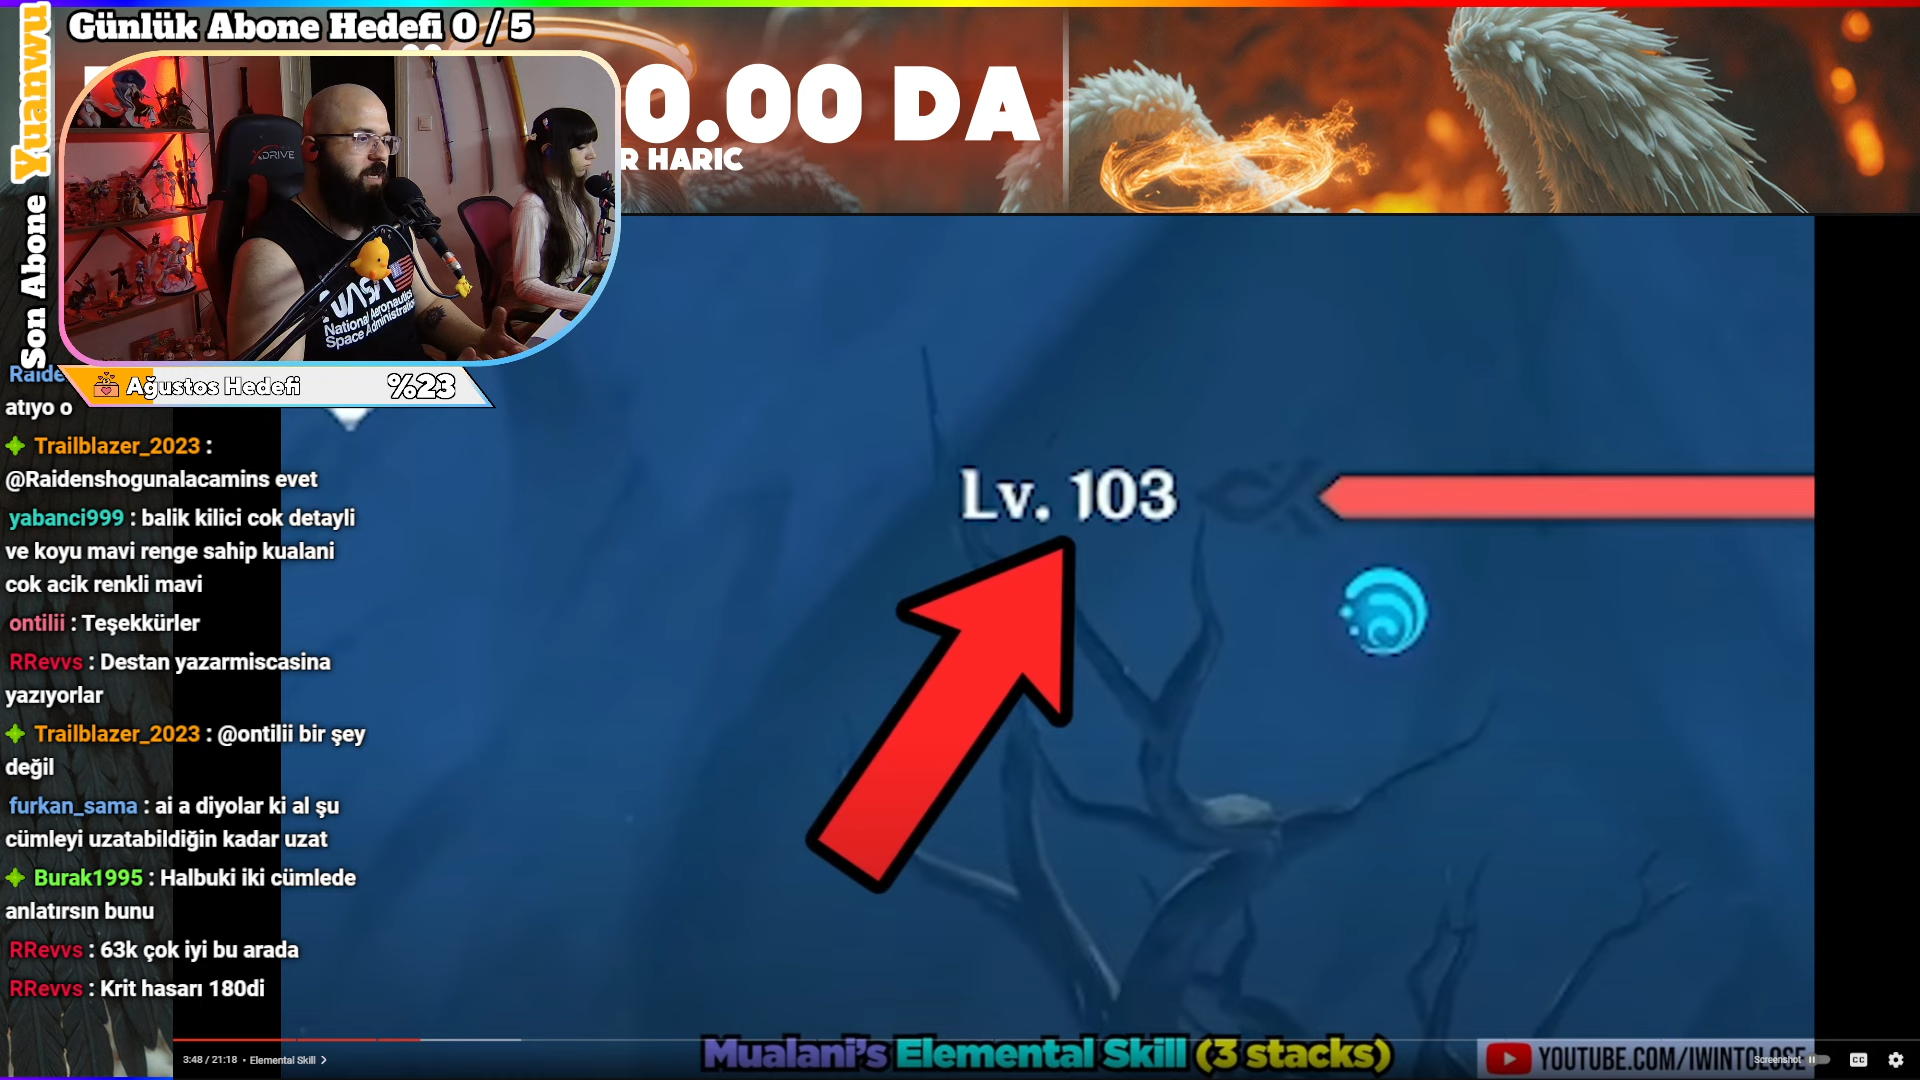 Günlük Abone Hedefi 0 / 5
Son Abone Yuanwu
0.00 DA
R HARIC
XDRIVE
NASA
National Aeronautics
Space Administration
Ağustos Hedefi %23
Raide
atıyo o
Trailblazer_2023 :
@Raidenshogunalacamins evet
yabanci999 : balik kilici cok detayli
ve koyu mavi renge sahip kualani
cok acik renkli mavi
ontilii : Teşekkürler
RRevvs : Destan yazarmiscasina
yazıyorlar
Trailblazer_2023 : @ontilii bir şey
değil
furkan_sama : ai a diyolar ki al şu
cümleyi uzatabildiğin kadar uzat
Burak1995 : Halbuki iki cümlede
anlatırsın bunu
RRevvs : 63k çok iyi bu arada
RRevvs : Krit hasarı 180di
Lv. 103
Mualani's Elemental Skill (3 stacks)
3:48 / 21:18 • Elemental Skill >
YOUTUBE.COM/IWINTOLOSE
Screenshot
CC